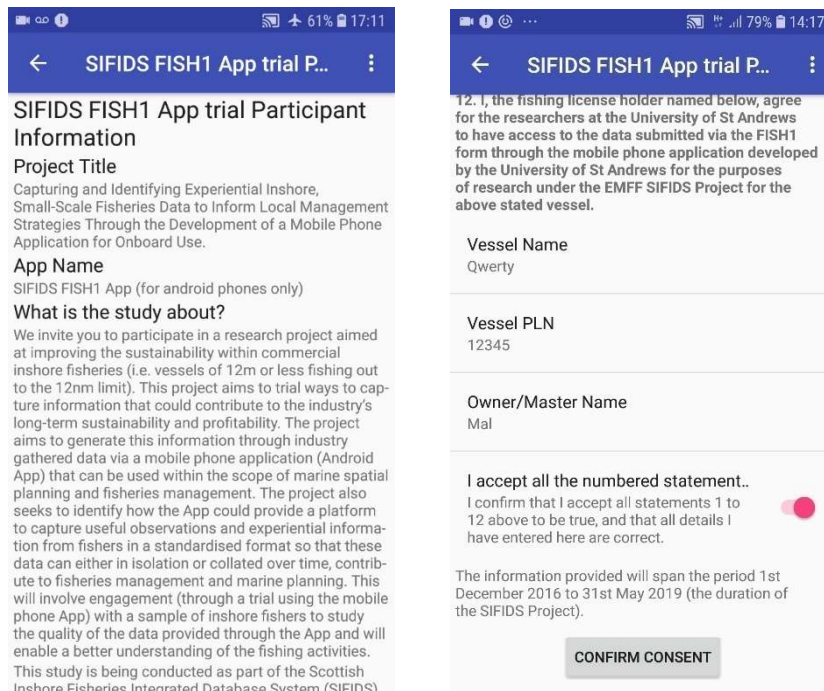 61% 17:11
SIFIDS FISH1 App trial P...
SIFIDS FISH1 App trial Participant
Information
Project Title
Capturing and Identifying Experiential Inshore,
Small-Scale Fisheries Data to Inform Local Management
Strategies Through the Development of a Mobile Phone
Application for Onboard Use.
App Name
SIFIDS FISH1 App (for android phones only)
What is the study about?
We invite you to participate in a research project aimed
at improving the sustainability within commercial
inshore fisheries (i.e. vessels of 12m or less fishing out
to the 12nm limit). This project aims to trial ways to cap-
ture information that could contribute to the industry's
long-term sustainability and profitability. The project
aims to generate this information through industry
gathered data via a mobile phone application (Android
App) that can be used within the scope of marine spatial
planning and fisheries management. The project also
seeks to identify how the App could provide a platform
to capture useful observations and experiential informa-
tion from fishers in a standardised format so that these
data can either in isolation or collated over time, contrib-
ute to fisheries management and marine planning. This
will involve engagement (through a trial using the mobile
phone App) with a sample of inshore fishers to study
the quality of the data provided through the App and will
enable a better understanding of the fishing activities.
This study is being conducted as part of the Scottish
Inshore Fisheries Integrated Database System (SIFIDS)
H+ 79% 14:17
SIFIDS FISH1 App trial P...
12. I, the fishing license holder named below, agree
for the researchers at the University of St Andrews
to have access to the data submitted via the FISH1
form through the mobile phone application developed
by the University of St Andrews for the purposes
of research under the EMFF SIFIDS Project for the
above stated vessel.
Vessel Name
Qwerty
Vessel PLN
12345
Owner/Master Name
Mal
I accept all the numbered statement..
I confirm that I accept all statements 1 to
12 above to be true, and that all details I
have entered here are correct.
The information provided will span the period 1st
December 2016 to 31st May 2019 (the duration of
the SIFIDS Project).
CONFIRM CONSENT